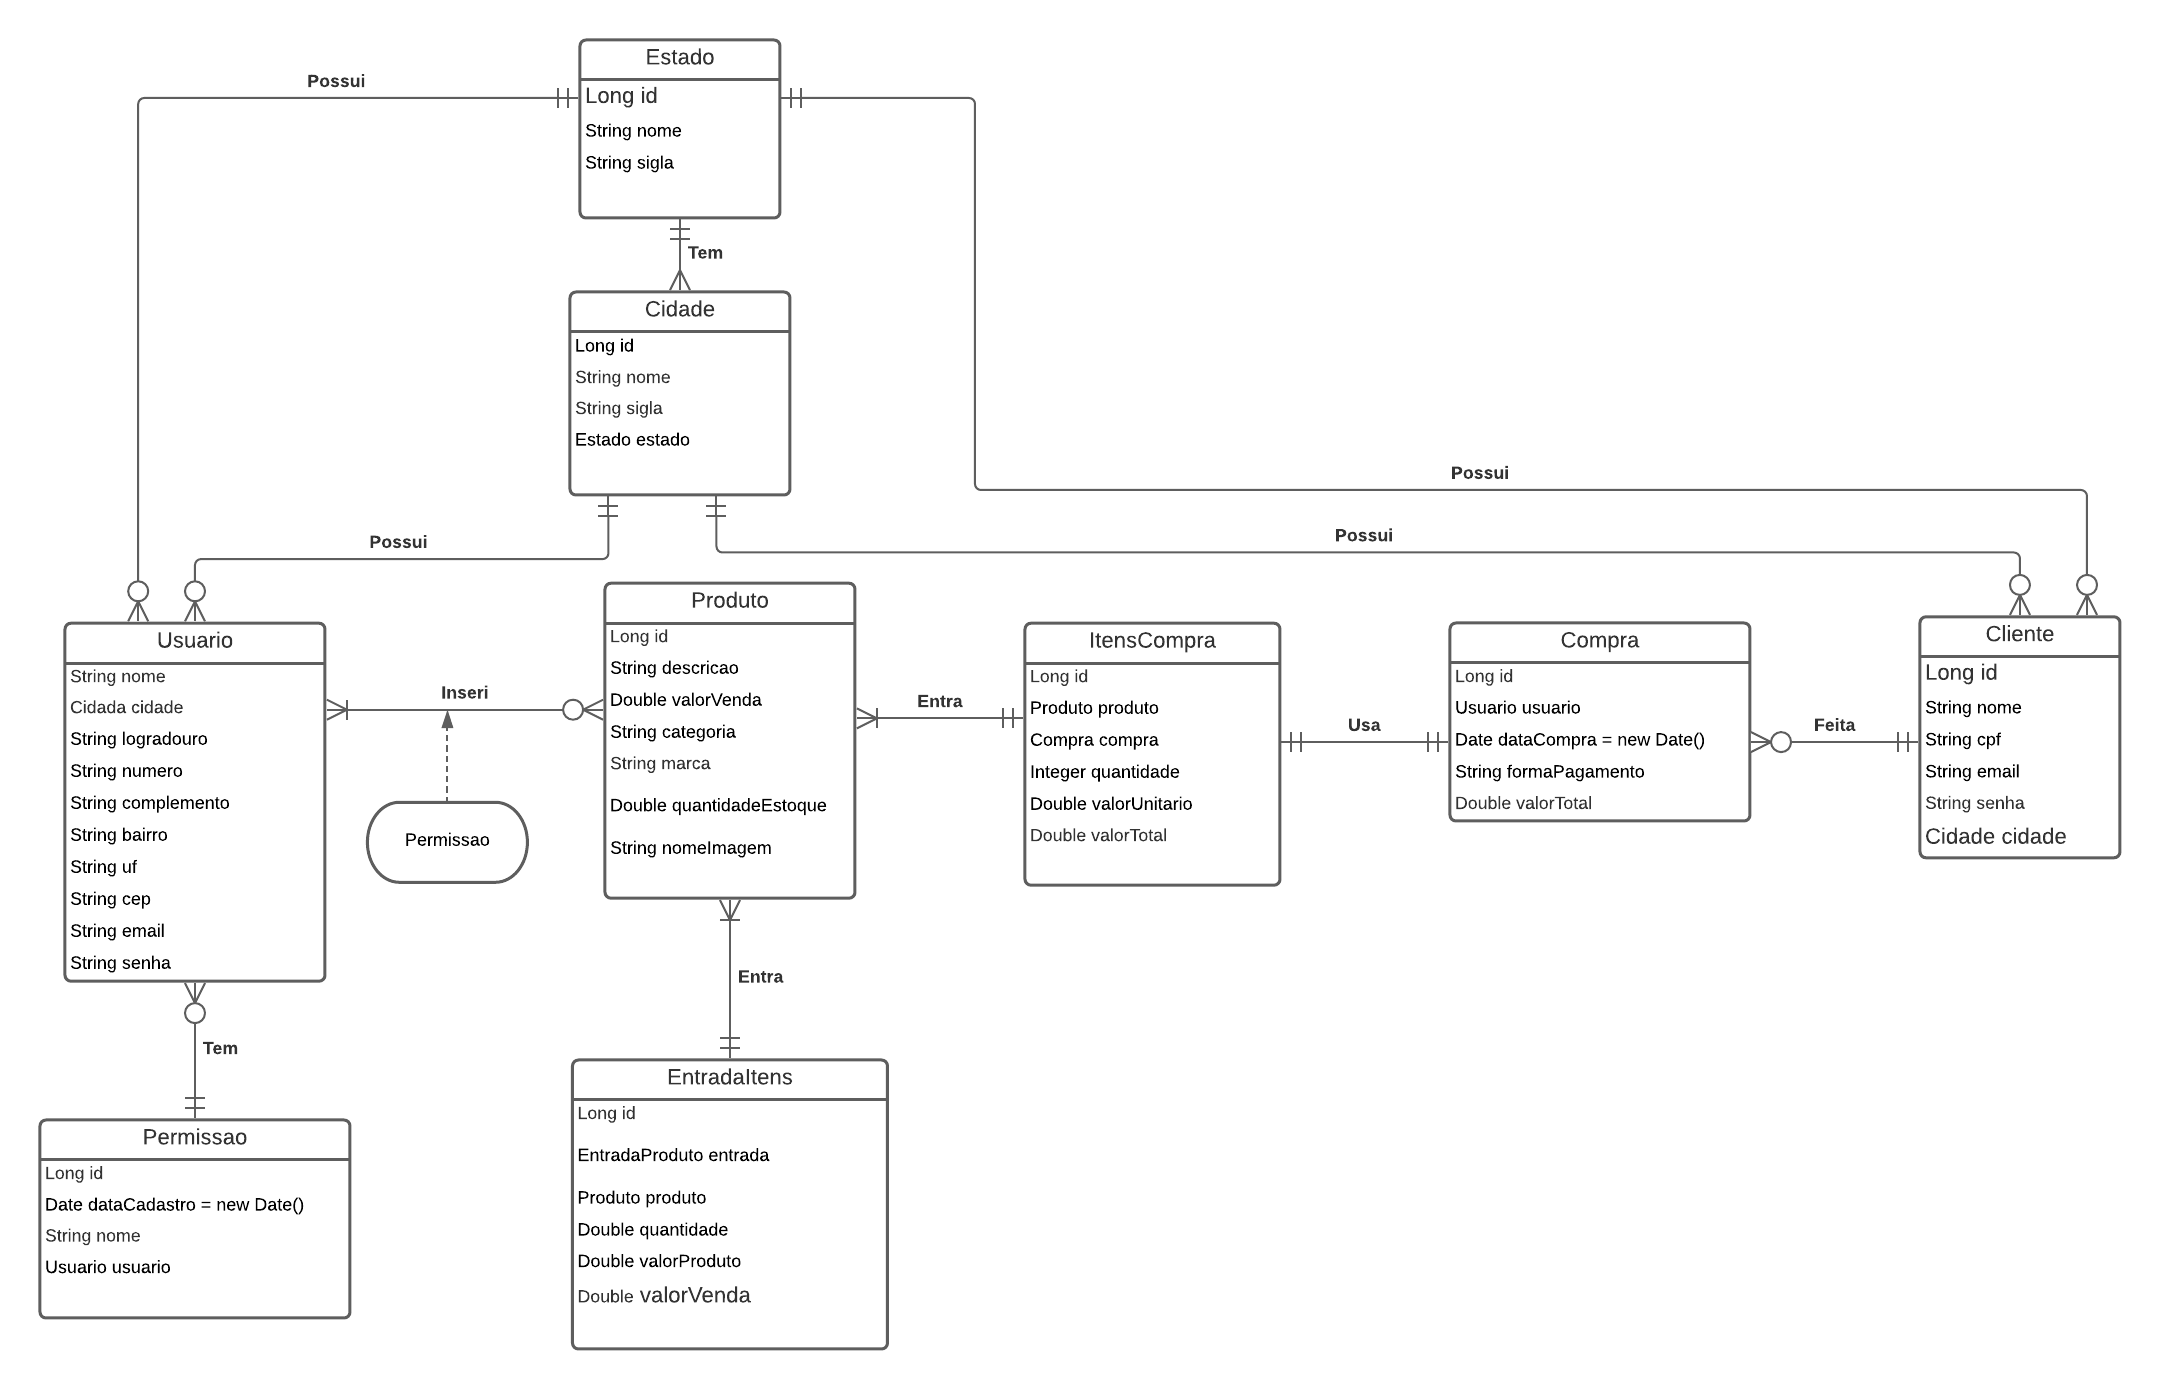 Estado
Long id
String nome
String sigla
Possui
Tem
Cidade
Long id
String nome
String sigla
Estado estado
Possui
Possui
Possui
Usuario
String nome
Cidada cidade
String logradouro
String numero
String complemento
String bairro
String uf
String cep
String email
String senha
Inseri
Permissao
Produto
Long id
String descricao
Double valorVenda
String categoria
String marca
Double quantidadeEstoque
String nomeImagem
Entra
ItensCompra
Long id
Produto produto
Compra compra
Integer quantidade
Double valorUnitario
Double valorTotal
Usa
Compra
Long id
Usuario usuario
Date dataCompra = new Date()
String formaPagamento
Double valorTotal
Feita
Cliente
Long id
String nome
String cpf
String email
String senha
Cidade cidade
Tem
Permissao
Long id
Date dataCadastro = new Date()
String nome
Usuario usuario
Entra
EntradaItens
Long id
EntradaProduto entrada
Produto produto
Double quantidade
Double valorProduto
Double valorVenda